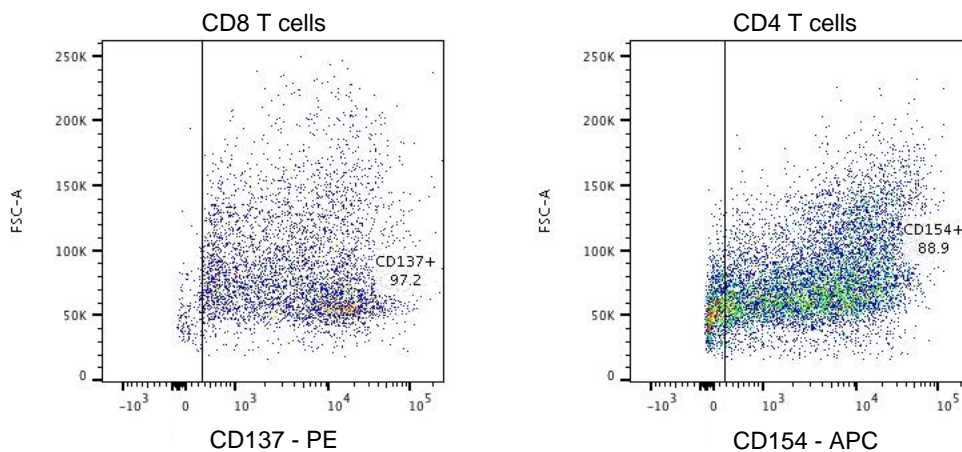 CD8 T cells
250K
200K
150K
100K
50K
0
FSC-A
CD137+
97.2
-10^3
0
10^3
10^4
10^5
CD137 - PE
CD4 T cells
250K
200K
150K
100K
50K
0
FSC-A
CD154+
88.9
-10^3
0
10^3
10^4
10^5
CD154 - APC